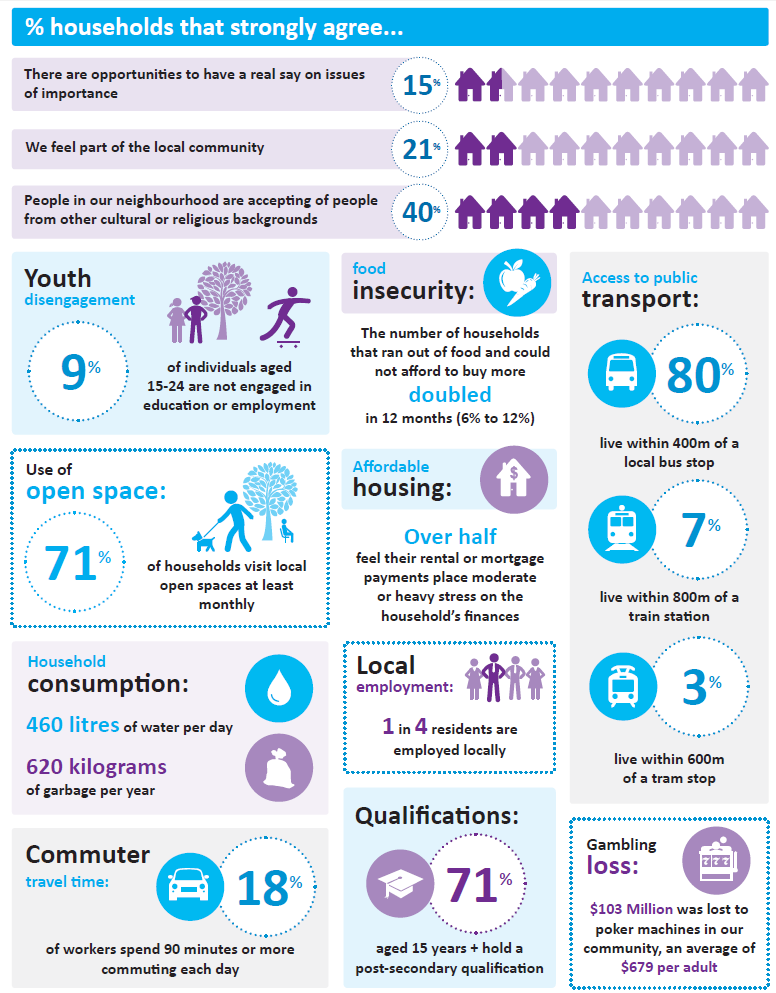 % households that strongly agree...
There are opportunities to have a real say on issues
of importance
15%
We feel part of the local community
21%
People in our neighbourhood are accepting of people
from other cultural or religious backgrounds
40%
Youth
disengagement
9%
of individuals aged
15-24 are not engaged in
education or employment
food
insecurity:
The number of households
that ran out of food and could
not afford to buy more
doubled
in 12 months (6% to 12%)
Access to public
transport:
80%
live within 400m of a
local bus stop
7%
live within 800m of a
train station
3%
live within 600m
of a tram stop
Use of
open space:
71%
of households visit local
open spaces at least
monthly
Affordable
housing:
$
Over half
feel their rental or mortgage
payments place moderate
or heavy stress on the
household's finances
Household
consumption:
460 litres of water per day
620 kilograms
of garbage per year
Local
employment:
1 in 4 residents are
employed locally
Commuter
travel time:
18%
of workers spend 90 minutes or more
commuting each day
Qualifications:
71%
aged 15 years + hold a
post-secondary qualification
Gambling
loss:
777
$103 Million was lost to
poker machines in our
community, an average of
$679 per adult